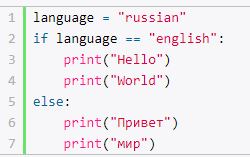 1 language = "russian"
2 if language == "english":
3     print("Hello")
4     print("World")
5 else:
6     print("Привет")
7     print("мир")